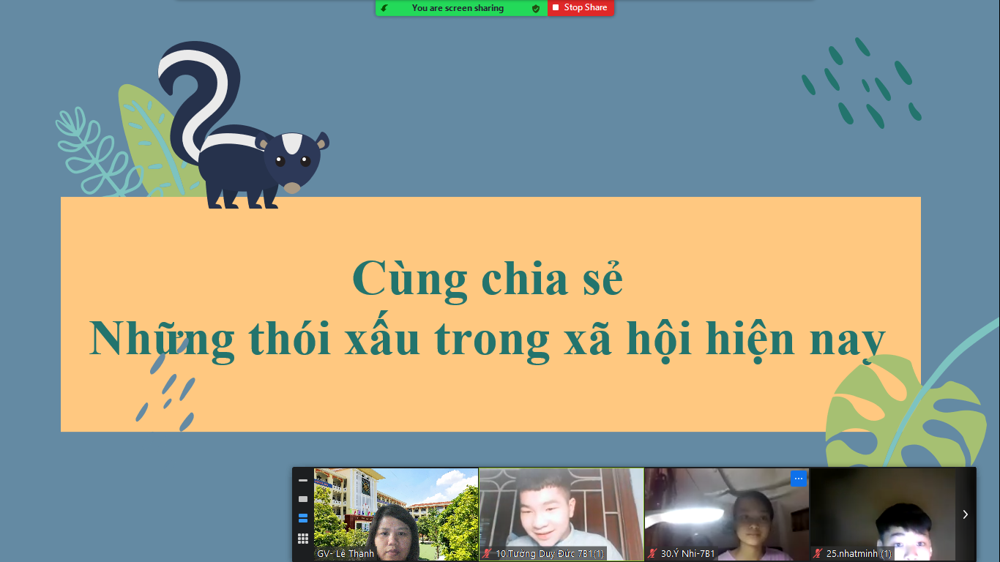 You are screen sharing
Stop Share
Cùng chia sẻ
Những thói xấu trong xã hội hiện nay
GV- Lê Thanh
10.Tường Duy Đức 7B1(1)
30.Ý Nhi-7B1
25.nhatminh (1)